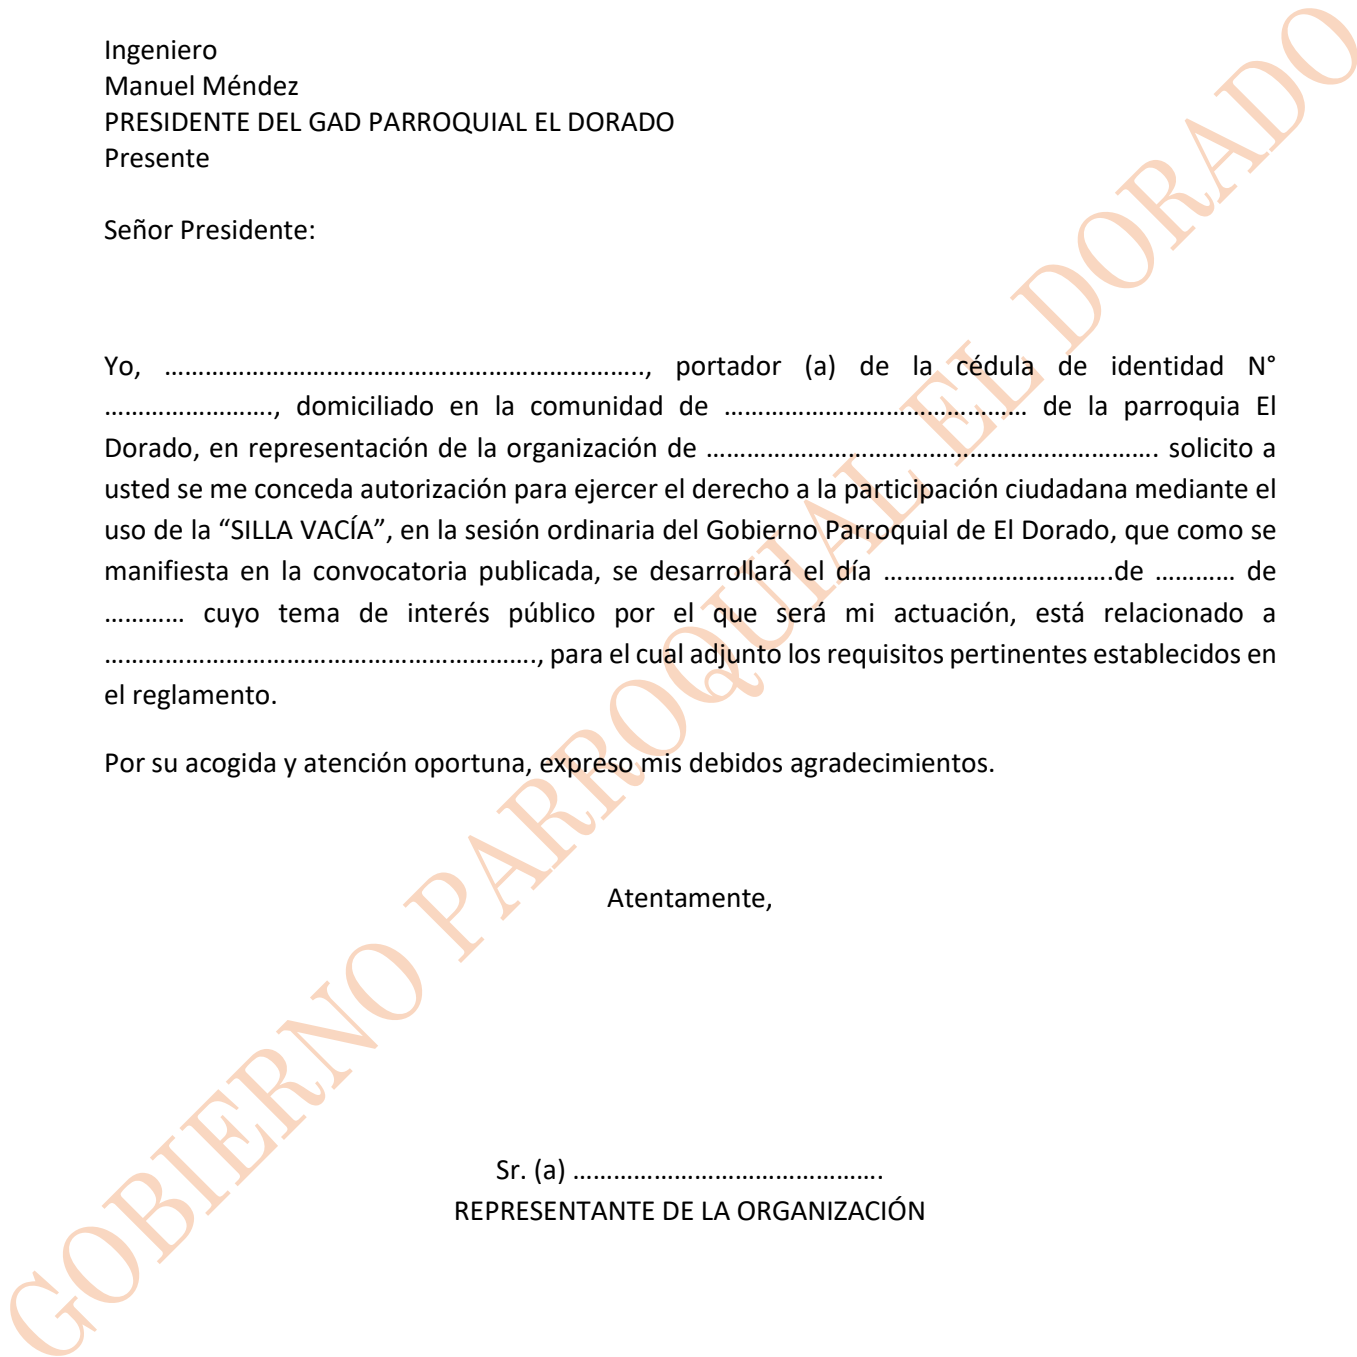 Ingeniero
Manuel Méndez
PRESIDENTE DEL GAD PARROQUIAL EL DORADO
Presente
Señor Presidente:
Yo, ……………………………………………………………….., portador (a) de la cédula de identidad N°
……………………., domiciliado en la comunidad de ……………………………………… de la parroquia El
Dorado, en representación de la organización de …………………………………………………………. solicito a
usted se me conceda autorización para ejercer el derecho a la participación ciudadana mediante el
uso de la “SILLA VACÍA”, en la sesión ordinaria del Gobierno Parroquial de El Dorado, que como se
manifiesta en la convocatoria publicada, se desarrollará el día …………………………….de ………… de
………… cuyo tema de interés público por el que será mi actuación, está relacionado a
………………………………………………………., para el cual adjunto los requisitos pertinentes establecidos en
el reglamento.
Por su acogida y atención oportuna, expreso mis debidos agradecimientos.
Atentamente,
Sr. (a) ……………………………………….
REPRESENTANTE DE LA ORGANIZACIÓN
GOBIERNO PARROQUIAL EL DORADO